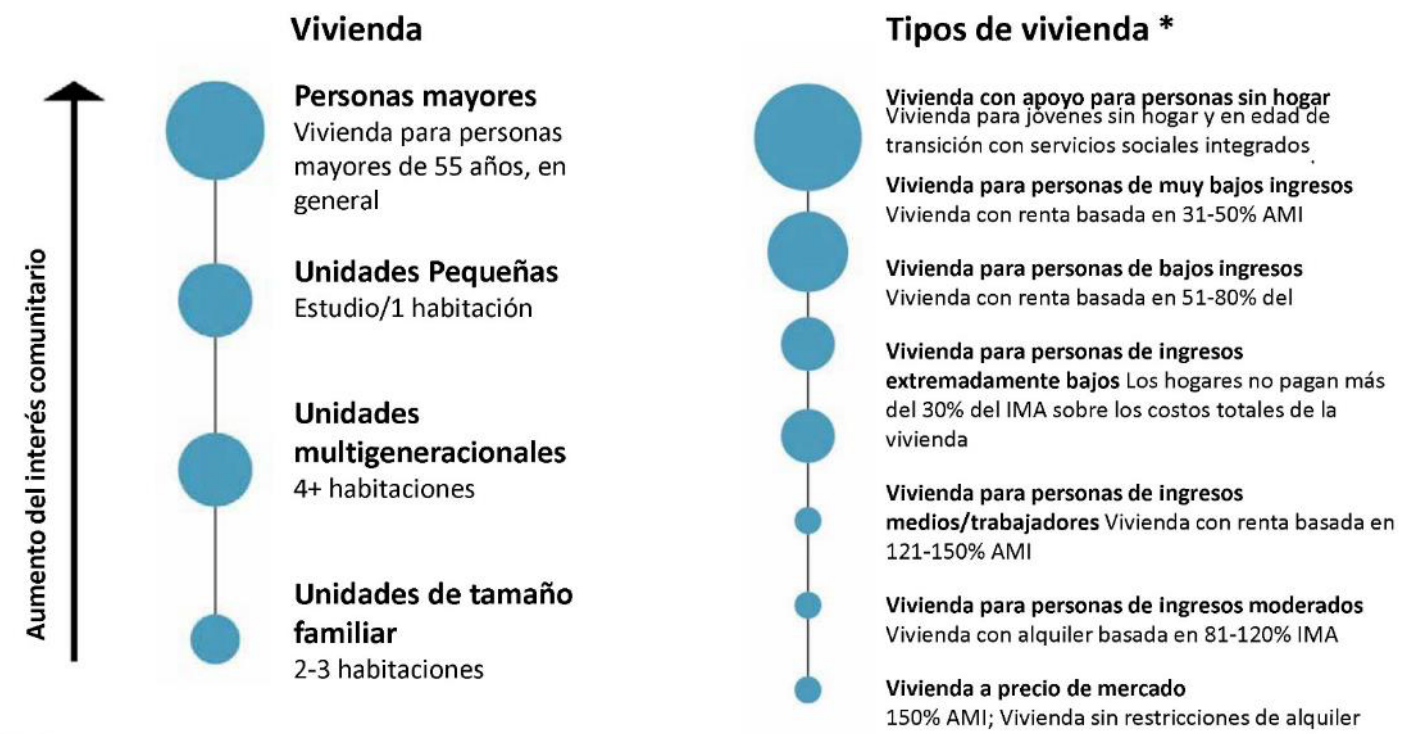 Vivienda
Personas mayores
Vivienda para personas
mayores de 55 años, en
general
Unidades Pequeñas
Estudio/1 habitación
Unidades
multigeneracionales
4+ habitaciones
Unidades de tamaño
familiar
2-3 habitaciones
Aumento del interés comunitario
Tipos de vivienda *
Vivienda con apoyo para personas sin hogar
Vivienda para jóvenes sin hogar y en edad de
transición con servicios sociales integrados
.
Vivienda para personas de muy bajos ingresos
Vivienda con renta basada en 31-50% AMI
Vivienda para personas de bajos ingresos
Vivienda con renta basada en 51-80% del
Vivienda para personas de ingresos
extremadamente bajos Los hogares no pagan más
del 30% del IMA sobre los costos totales de la
vivienda
Vivienda para personas de ingresos
medios/trabajadores Vivienda con renta basada en
121-150% AMI
Vivienda para personas de ingresos moderados
Vivienda con alquiler basada en 81-120% IMA
Vivienda a precio de mercado
150% AMI; Vivienda sin restricciones de alquiler